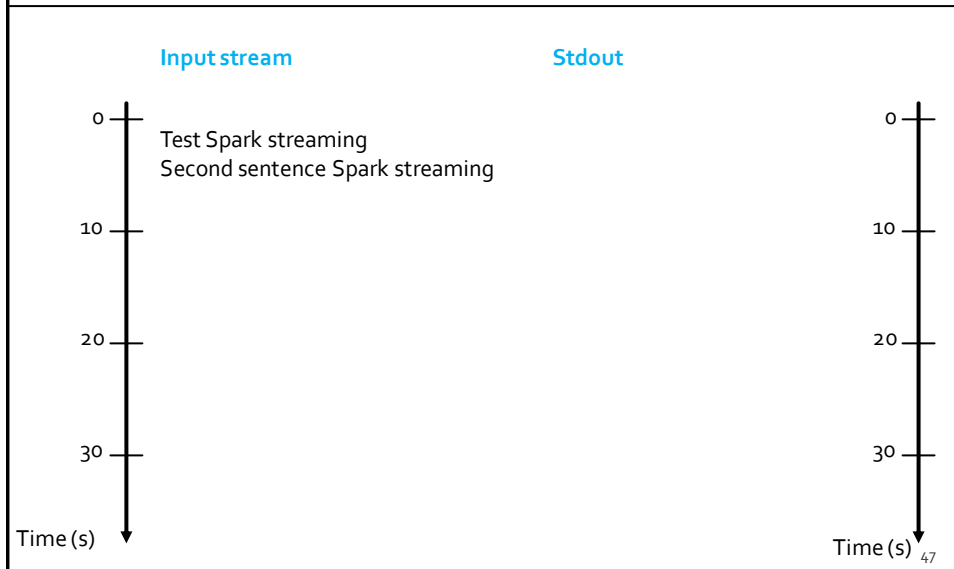 Input stream
Stdout
0
0
Test Spark streaming
Second sentence Spark streaming
10
10
20
20
30
30
Time (s)
Time (s)
47